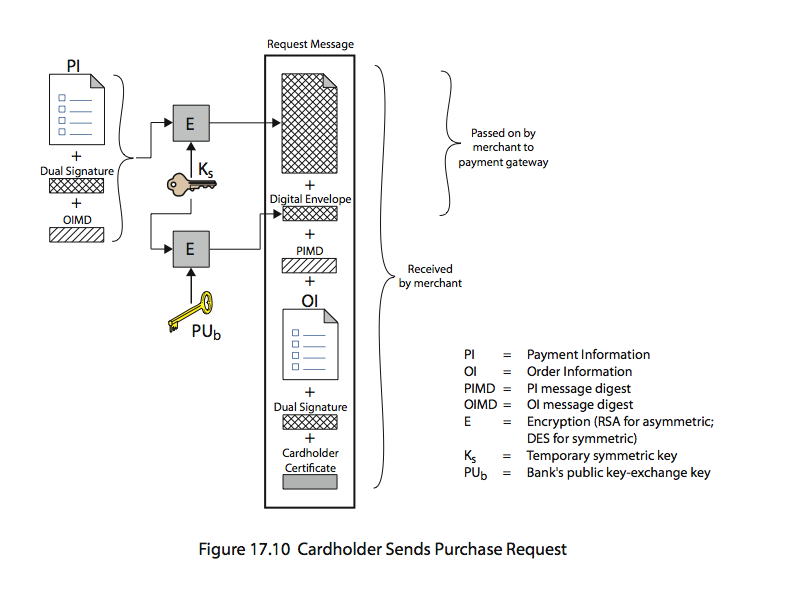 Request Message
PI
+
Dual Signature
+
OIMD
E
Ks
E
PUb
+
Digital Envelope
+
PIMD
+
OI
+
Dual Signature
+
Cardholder
Certificate
Passed on by
merchant to
payment gateway
Received
by merchant
PI = Payment Information
OI = Order Information
PIMD = PI message digest
OIMD = OI message digest
E = Encryption (RSA for asymmetric;
DES for symmetric)
Ks = Temporary symmetric key
PUb = Bank's public key-exchange key
Figure 17.10 Cardholder Sends Purchase Request